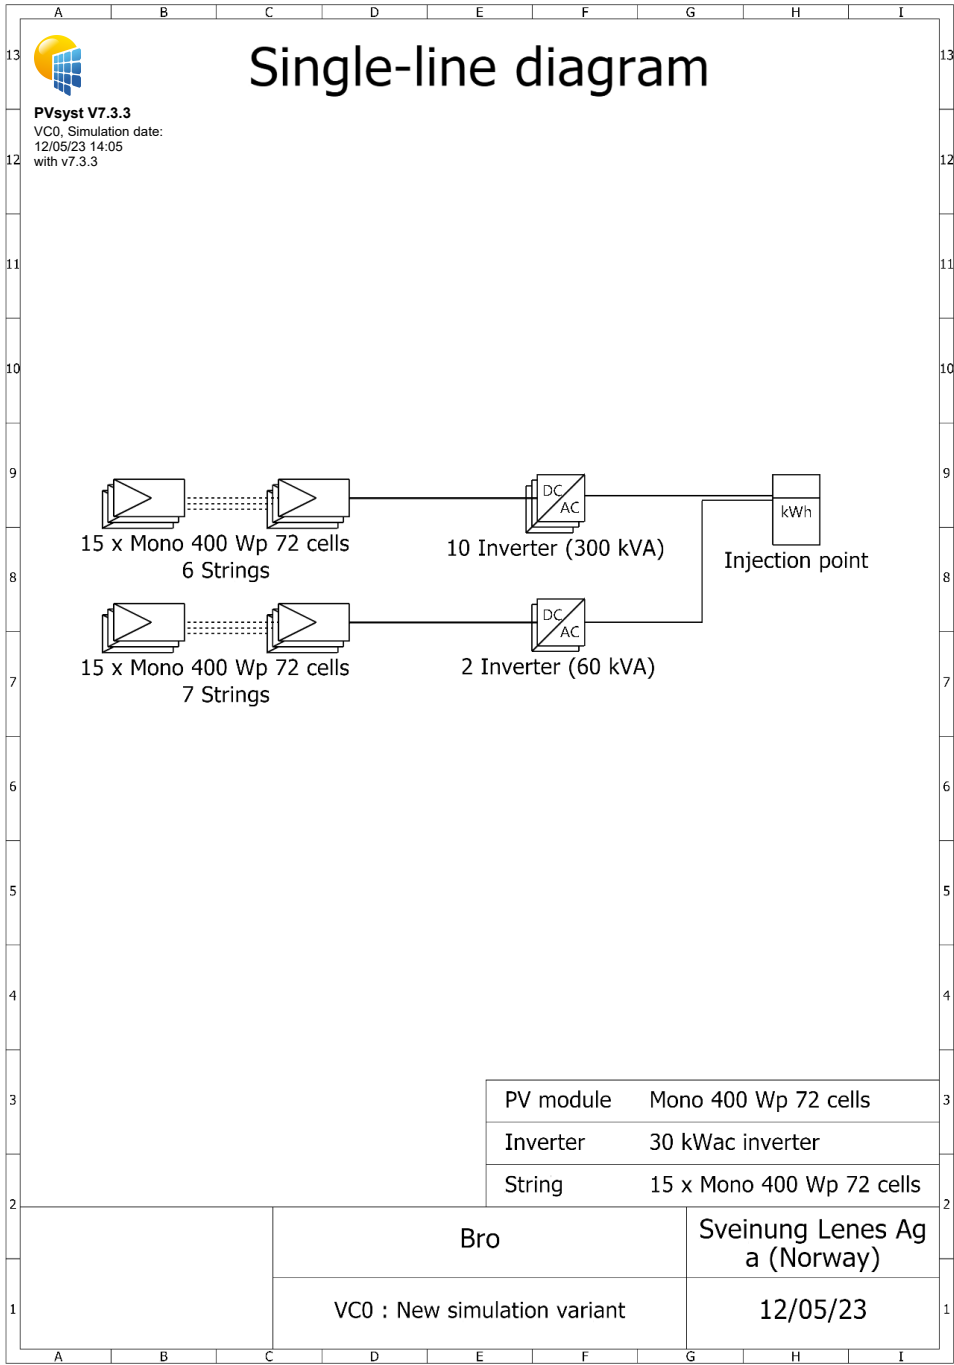 A B C D E F G H I
Single-line diagram
13 13
PVsyst V7.3.3
VC0, Simulation date:
12/05/23 14:05
with v7.3.3
12 12
11 11
10 10
9 9
DC
AC
kWh
15 x Mono 400 Wp 72 cells
6 Strings
10 Inverter (300 kVA)
Injection point
8 8
DC
AC
15 x Mono 400 Wp 72 cells
7 Strings
2 Inverter (60 kVA)
7 7
6 6
5 5
4 4
PV module Mono 400 Wp 72 cells
3 3
Inverter 30 kWac inverter
String 15 x Mono 400 Wp 72 cells
2 2
Bro
Sveinung Lenes Ag
a (Norway)
VC0 : New simulation variant
12/05/23
1 1
A B C D E F G H I